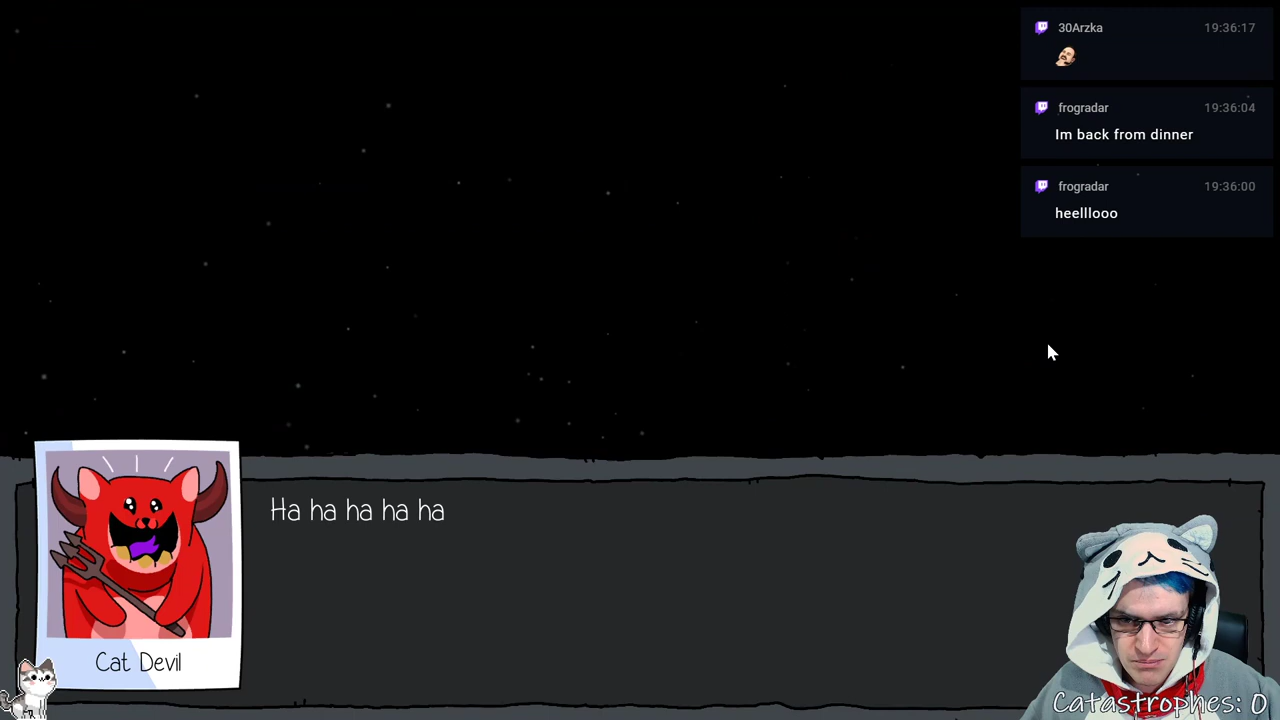 30Arzka 19:36:17
frogradar 19:36:04
Im back from dinner
frogradar 19:36:00
heelllooo
Ha ha ha ha ha
Cat Devil
Catastrophes: 0